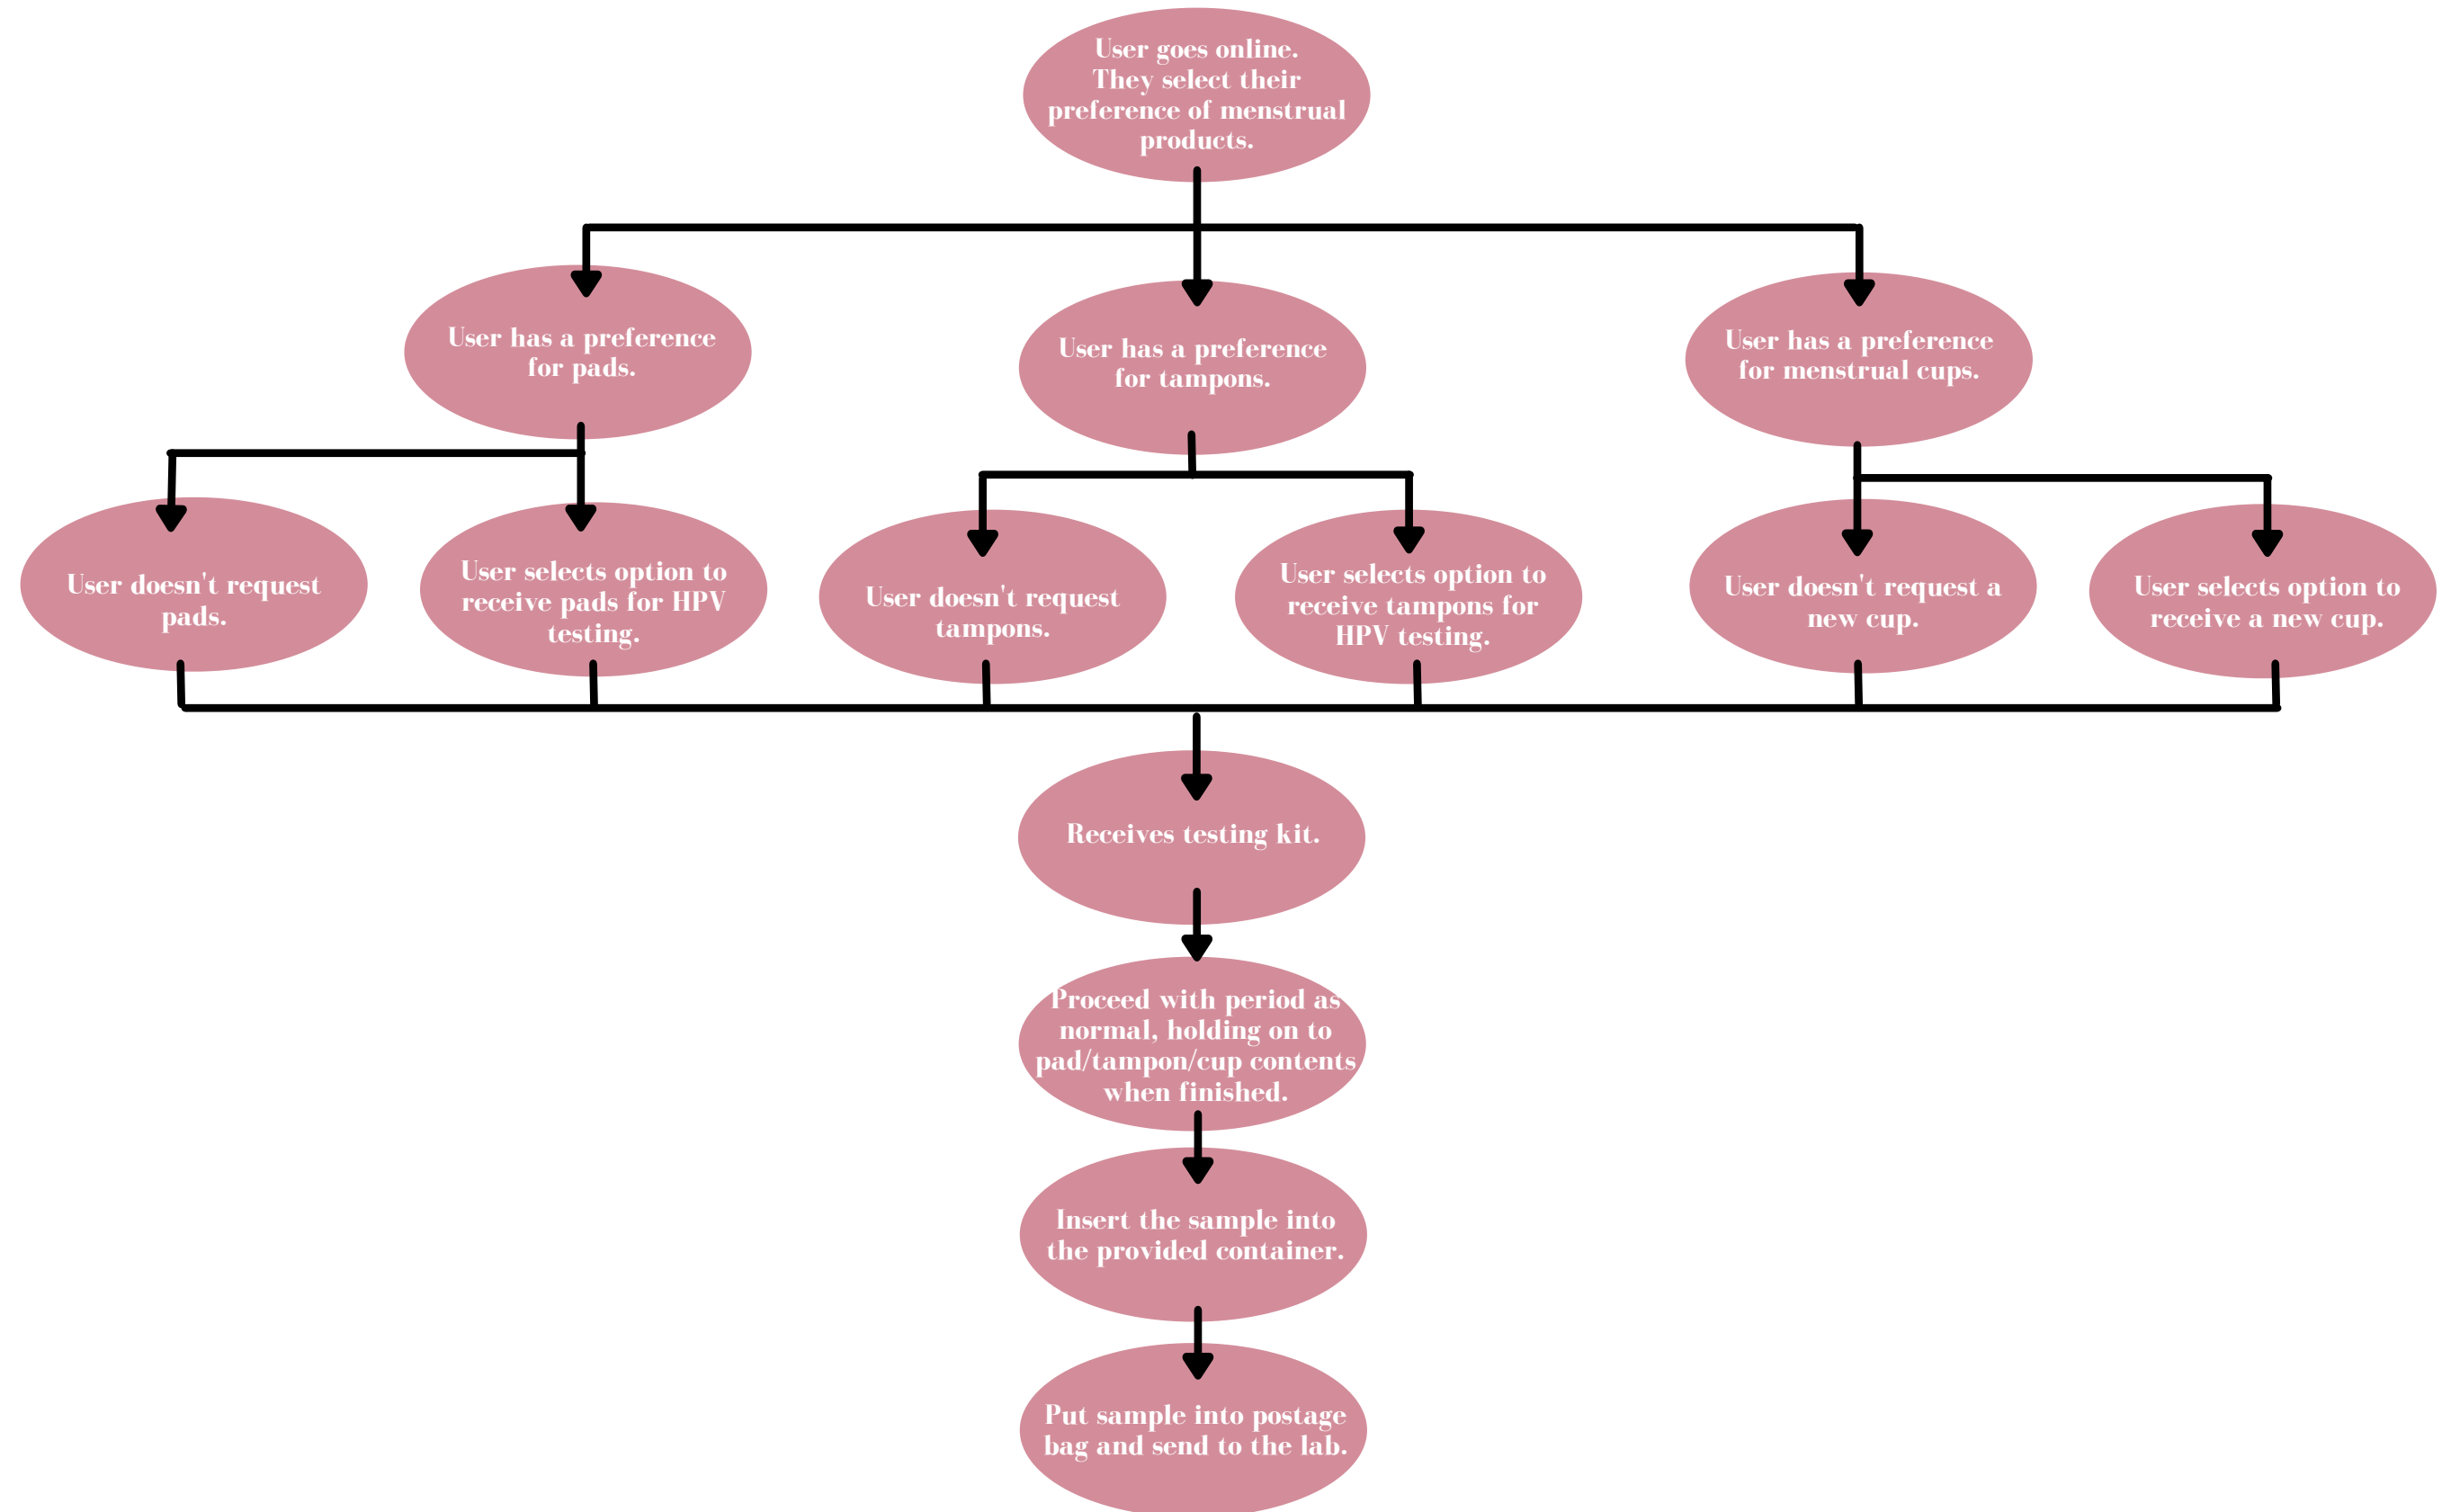 User goes online.
They select their
preference of menstrual
products.
User has a preference
for pads.
User has a preference
for tampons.
User has a preference
for menstrual cups.
User doesn't request
pads.
User selects option to
receive pads for HPV
testing.
User doesn't request
tampons.
User selects option to
receive tampons for
HPV testing.
User doesn't request a
new cup.
User selects option to
receive a new cup.
Receives testing kit.
Proceed with period as
normal, holding on to
pad/tampon/cup contents
when finished.
Insert the sample into
the provided container.
Put sample into postage
bag and send to the lab.